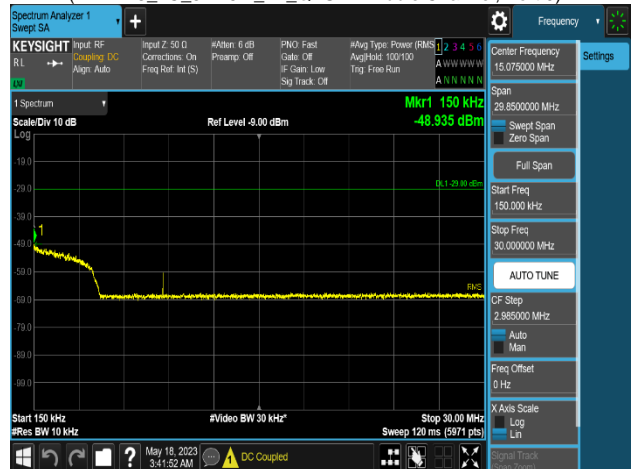 Spectrum Analyzer 1
Swept SA
Frequency
KEYSIGHT
RL
Input: RF
Coupling: DC
Align: Auto
Input Z: 50 Ω
Corrections: On
Freq Ref: Int (S)
#Atten: 6 dB
Preamp: Off
PNO: Fast
Gate: Off
IF Gain: Low
Sig Track: Off
#Avg Type: Power (RMS
Avg|Hold: 100/100
Trig: Free Run
1 2 3 4 5 6
A W W W W W
A N N N N N
Center Frequency
15.075000 MHz
Settings
Span
29.8500000 MHz
Swept Span
Zero Span
Full Span
Start Freq
150.000 kHz
Stop Freq
30.000000 MHz
AUTO TUNE
CF Step
2.985000 MHz
Auto
Man
Freq Offset
0 Hz
X Axis Scale
Log
Lin
Signal Track
(Span Zoom)
1 Spectrum
Scale/Div 10 dB
Log
Ref Level -9.00 dBm
Mkr1 150 kHz
-48.935 dBm
-19.0
-29.0
DL1 -29.00 dBm
-39.0
1
-49.0
-59.0
RMS
-69.0
-79.0
-89.0
-99.0
Start 150 kHz
#Video BW 30 kHz*
Stop 30.00 MHz
#Res BW 10 kHz
Sweep 120 ms (5971 pts)
?
May 18, 2023
3:41:52 AM
DC Coupled